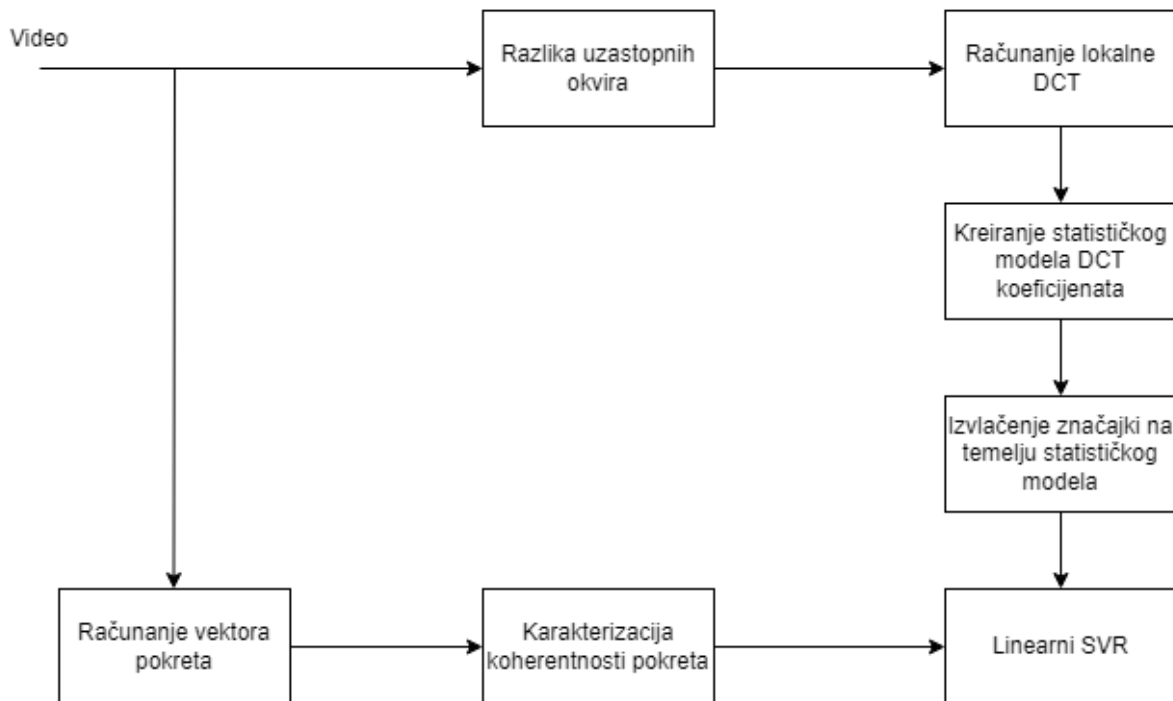 Video
Razlika uzastopnih
okvira
Računanje lokalne
DCT
Kreiranje statističkog
modela DCT
koeficijenata
Izvlačenje značajki na
temelju statističkog
modela
Računanje vektora
pokreta
Karakterizacija
koherentnosti pokreta
Linearni SVR